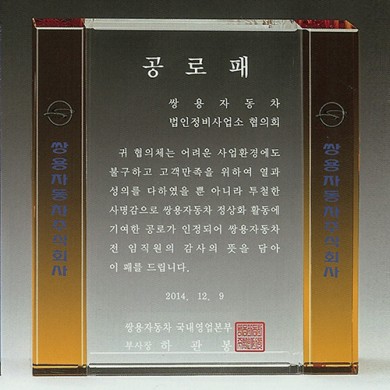 공로패
쌍용자동차
법인정비사업소 협의회
귀 협의체는 어려운 사업환경에도
불구하고 고객만족을 위하여 열과
성의를 다하였을 뿐 아니라 투철한
사명감으로 쌍용자동차 정상화 활동에
기여한 공로가 인정되어 쌍용자동차
전 임직원의 감사의 뜻을 담아
이 패를 드립니다.
2014. 12. 9
쌍용자동차 국내영업본부
부사장 하관봉
쌍용자동차주식회사
쌍용자동차주식회사